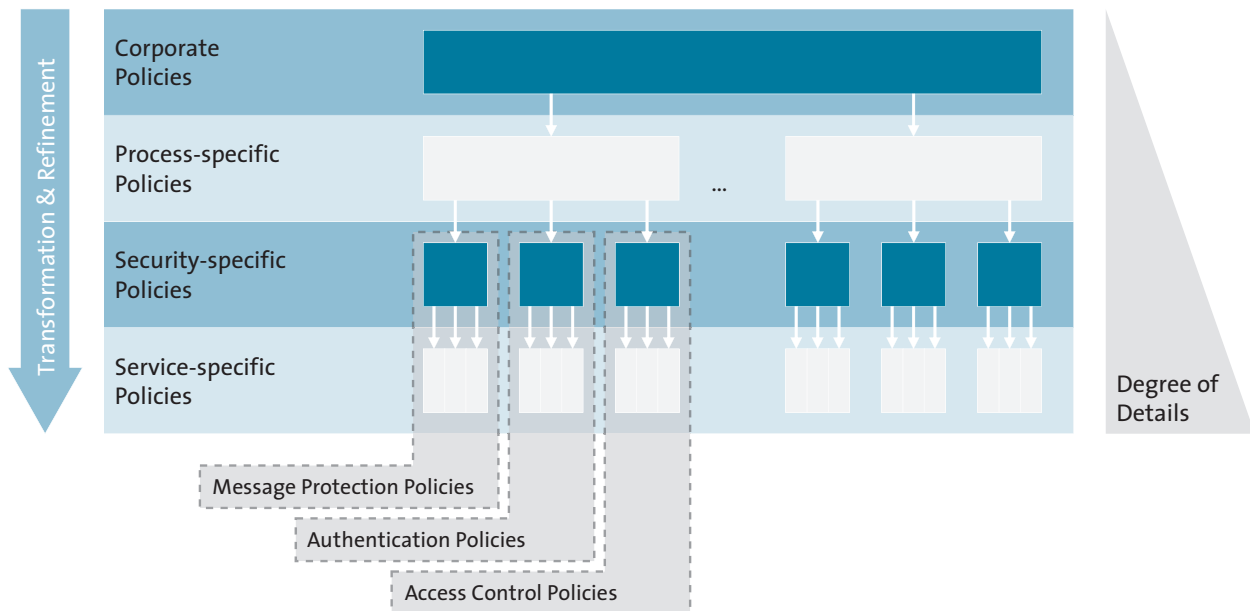 Transformation & Refinement
Corporate
Policies
Process-specific
Policies
...
Security-specific
Policies
Service-specific
Policies
Degree of
Details
Message Protection Policies
Authentication Policies
Access Control Policies